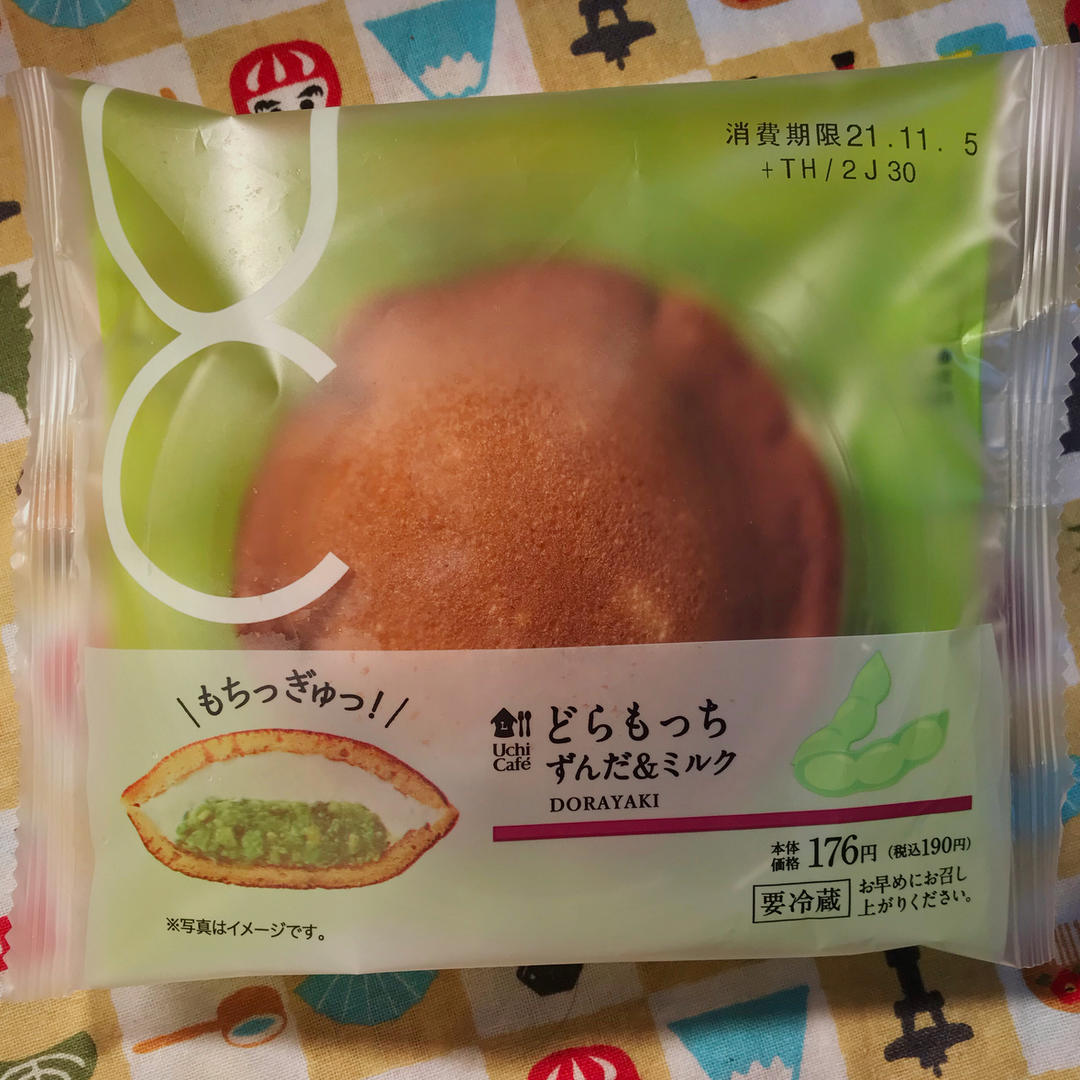 消費期限21.11. 5
+TH/2J30
UC
もちっぎゅっ!
Uchi
Café
どらもっち
ずんだ&ミルク
DORAYAKI
本体
価格 176円 (税込190円)
要冷蔵 お早めにお召し
上がりください。
※写真はイメージです。